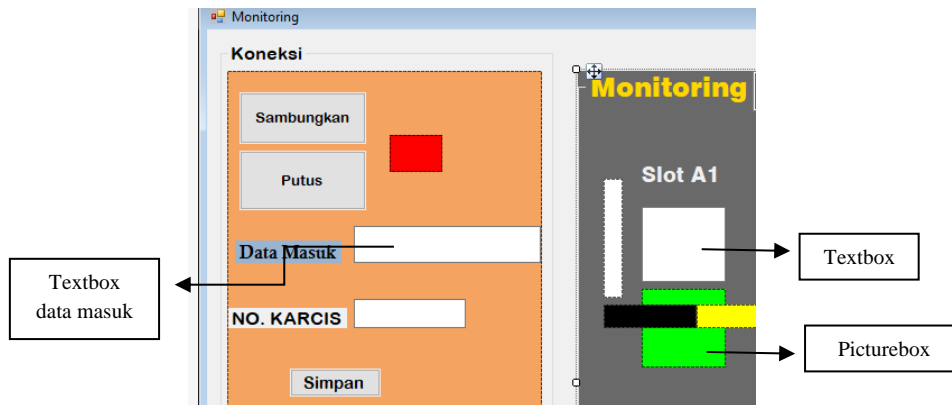 Monitoring
Koneksi
Monitoring
Sambungkan
Slot A1
Putus
Data Masuk
Textbox
Textbox
data masuk
NO. KARCIS
Picturebox
Simpan